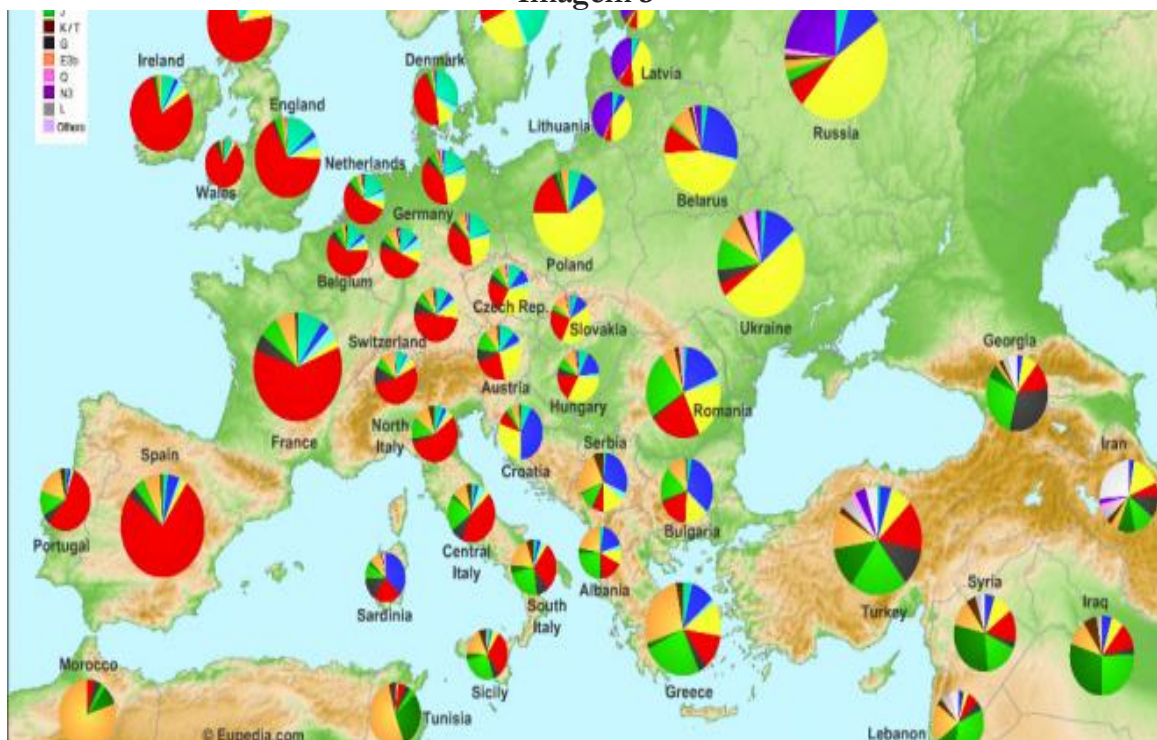 J
K / T
G
E3b
Q
N3
L
Others
Ireland
England
Wales
Netherlands
Denmark
Latvia
Lithuania
Russia
Belarus
Germany
Belgium
Poland
Czech Rep.
Slovakia
Ukraine
Switzerland
Austria
Hungary
Romania
Georgia
France
North
Italy
Croatia
Serbia
Iran
Spain
Portugal
Central
Italy
Bulgaria
Albania
Sardinia
South
Italy
Turkey
Syria
Iraq
Morocco
Sicily
Greece
Tunisia
Lebanon
© Eupedia.com